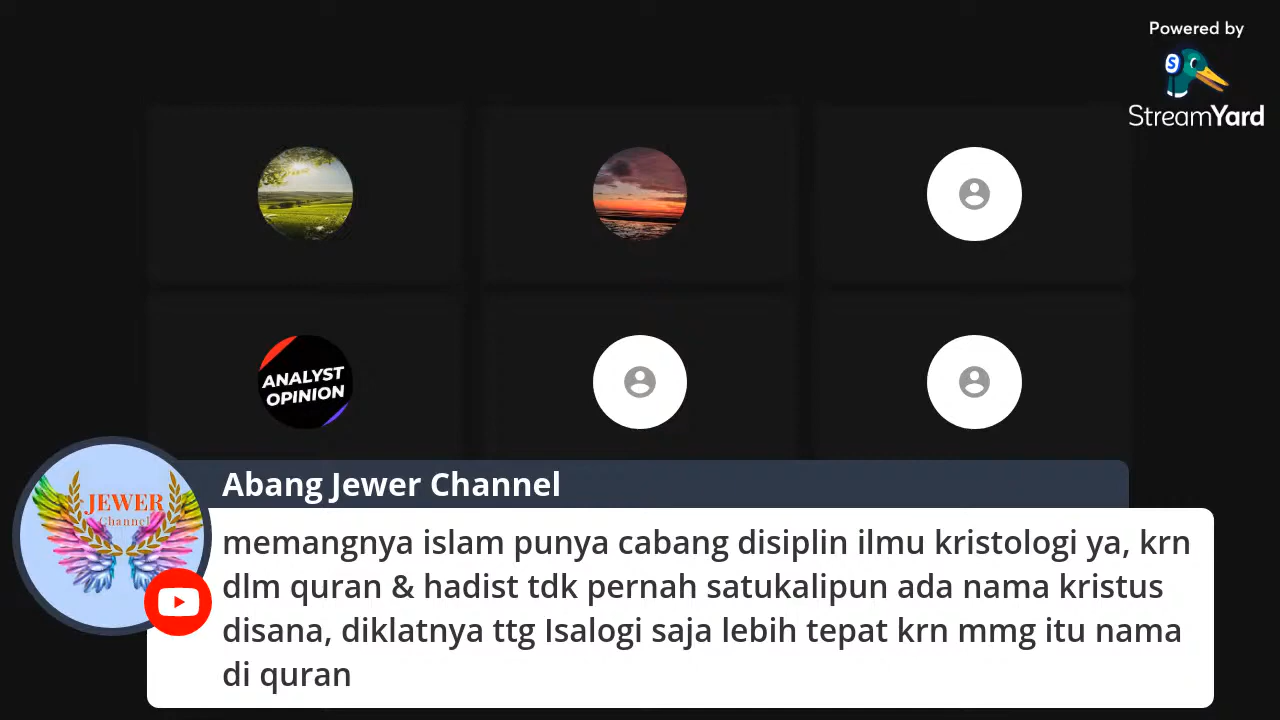 Powered by
S
StreamYard
ANALYST
OPINION
Abang Jewer Channel
JEWER
Channel
memangnya islam punya cabang disiplin ilmu kristologi ya, krn
dlm quran & hadist tdk pernah satukalipun ada nama kristus
disana, diklatnya ttg Isalogi saja lebih tepat krn mmg itu nama
di quran